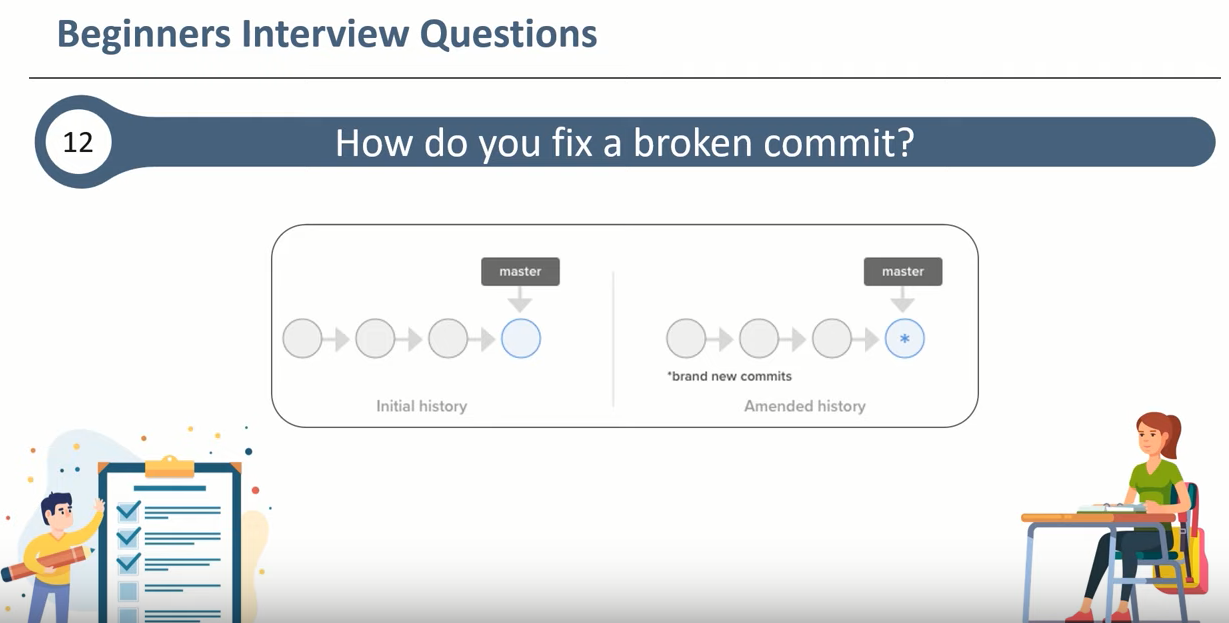 Beginners Interview Questions
12
How do you fix a broken commit?
master
master
*
*brand new commits
Initial history
Amended history